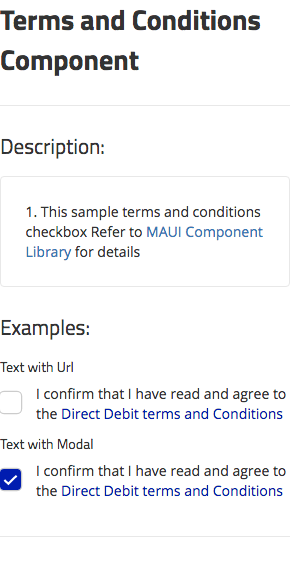 Terms and Conditions
Component
Description:
1. This sample terms and conditions
checkbox Refer to MAUI Component
Library for details
Examples:
Text with Url
I confirm that I have read and agree to
the Direct Debit terms and Conditions
Text with Modal
I confirm that I have read and agree to
the Direct Debit terms and Conditions